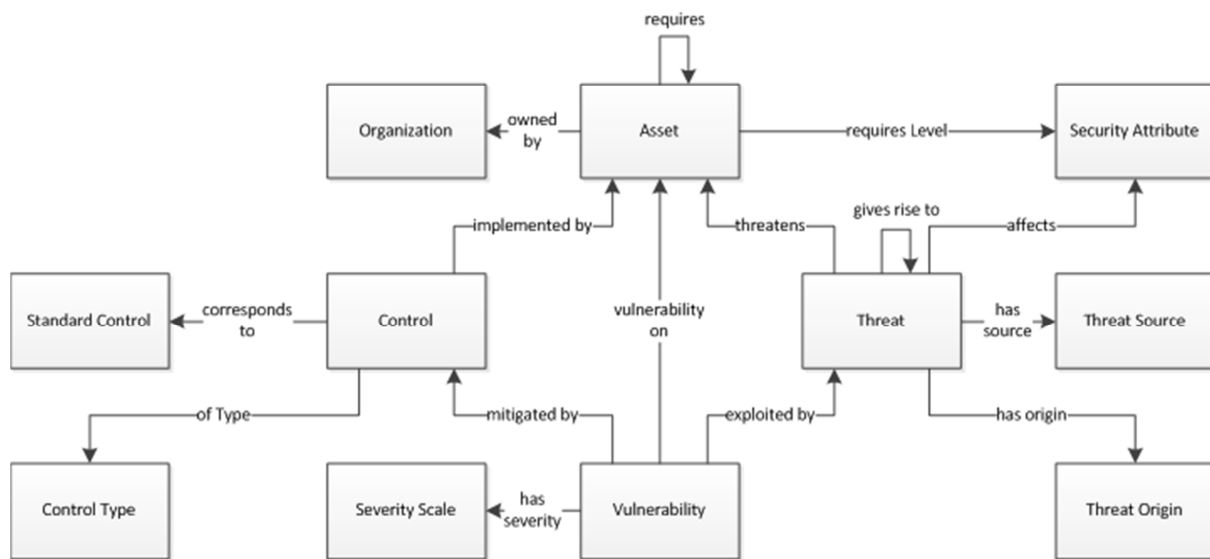 requires
Organization
owned
by
Asset
requires Level
Security Attribute
implemented by
threatens
gives rise to
affects
Standard Control
corresponds
to
Control
vulnerability
on
Threat
has
source
Threat Source
of Type
mitigated by
exploited by
has origin
Control Type
Severity Scale
has
severity
Vulnerability
Threat Origin